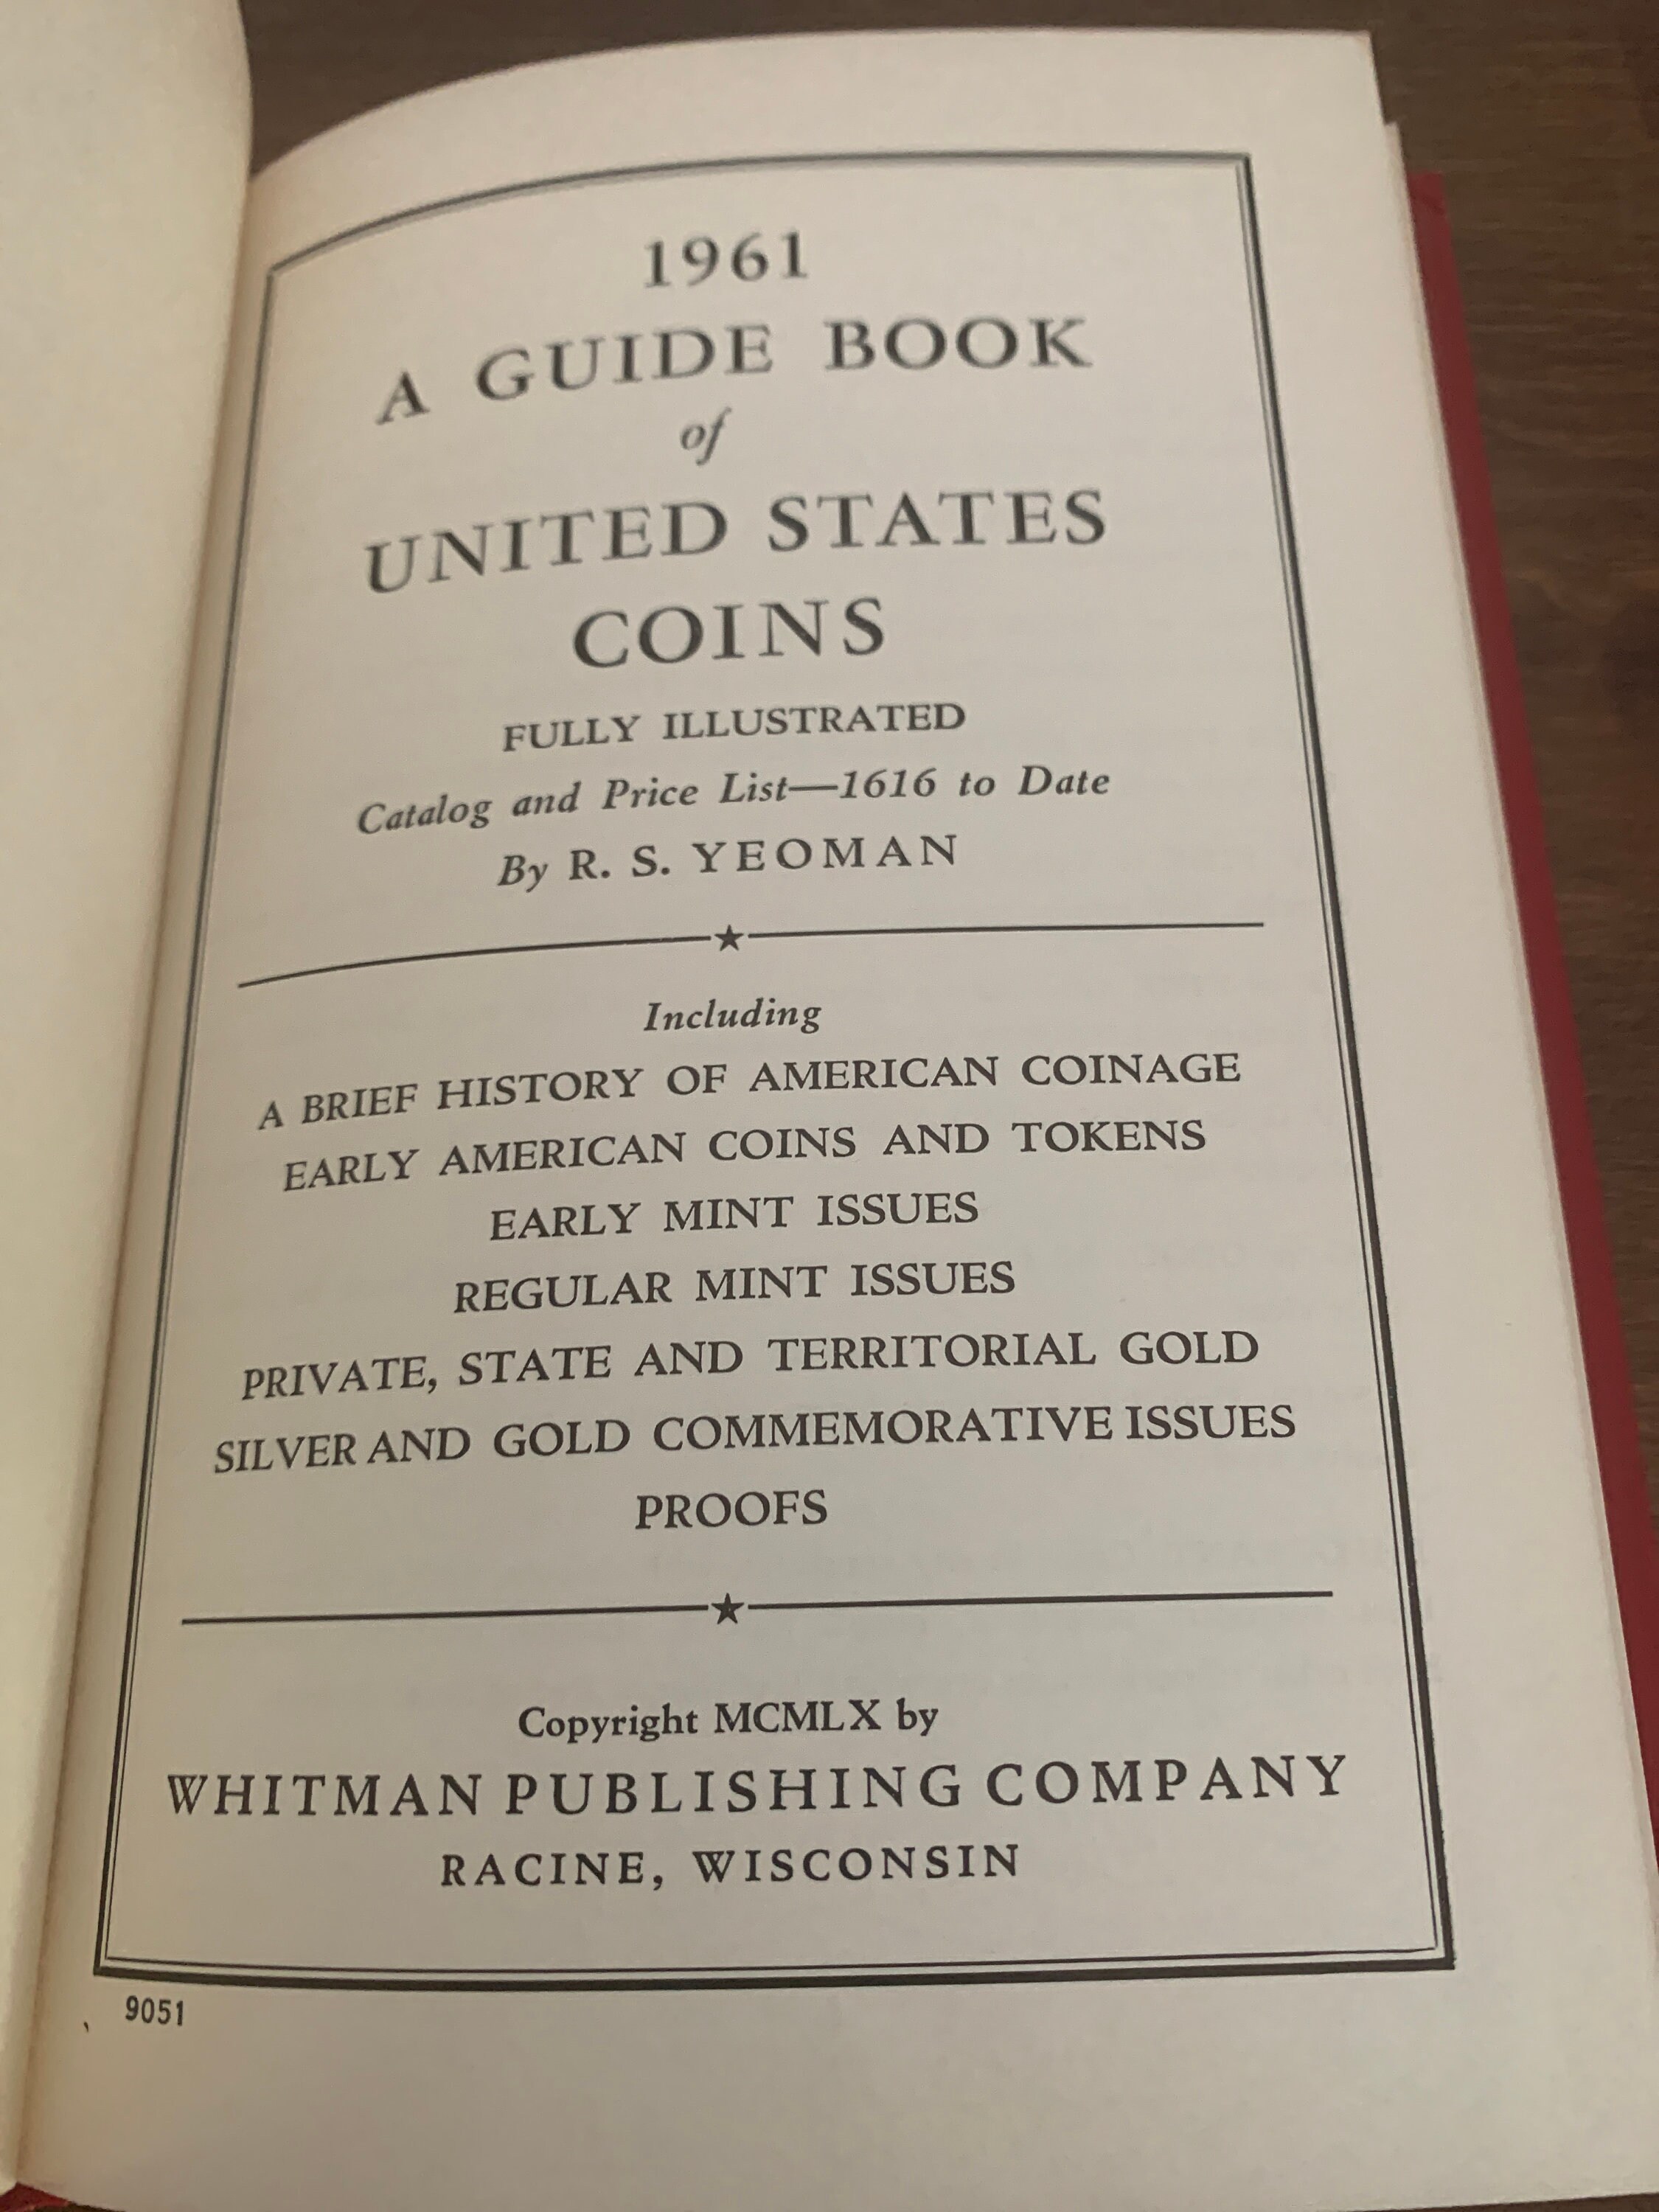 1961
A GUIDE BOOK
of
UNITED STATES
COINS
FULLY ILLUSTRATED
Catalog and Price List—1616 to Date
By R. S. YEOMAN
Including
A BRIEF HISTORY OF AMERICAN COINAGE
EARLY AMERICAN COINS AND TOKENS
EARLY MINT ISSUES
REGULAR MINT ISSUES
PRIVATE, STATE AND TERRITORIAL GOLD
SILVER AND GOLD COMMEMORATIVE ISSUES
PROOFS
Copyright MCMLX by
WHITMAN PUBLISHING COMPANY
RACINE, WISCONSIN
9051